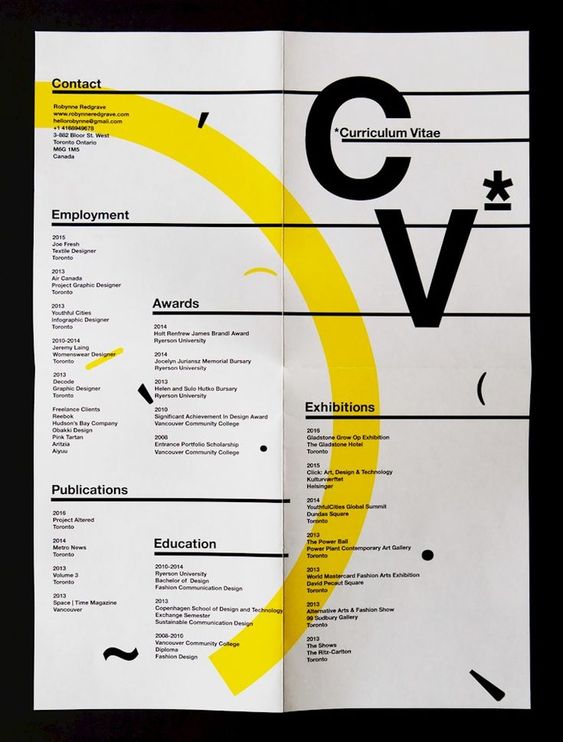 Contact
Robynne Redgrave
www.robynneredgrave.com
hellorobynne@gmail.com
+1 4168949678
3-882 Bloor St. West
Toronto Ontario
M6G 1M5
Canada
CV
*Curriculum Vitae
*
Employment
2015
Joe Fresh
Textile Designer
Toronto
2013
Air Canada
Project Graphic Designer
Toronto
2013
Youthful Cities
Infographic Designer
Toronto
2010-2014
Jeremy Laing
Womenswear Designer
Toronto
2013
Decode
Graphic Designer
Toronto
Freelance Clients
Reebok
Hudson's Bay Company
Obakki Design
Pink Tartan
Aritzia
Aiyuu
Awards
2014
Holt Renfrew James Brandi Award
Ryerson University
2014
Jocelyn Juriansz Memorial Bursary
Ryerson University
2013
Helen and Sulo Hutko Bursary
Ryerson University
2010
Significant Achievement in Design Award
Vancouver Community College
2008
Entrance Portfolio Scholarship
Vancouver Community College
Publications
2016
Project Altered
Toronto
2014
Metro News
Toronto
2013
Volume 3
Toronto
2013
Space | Time Magazine
Vancouver
Education
2010-2014
Ryerson University
Bachelor of Design
Fashion Communication Design
2013
Copenhagen School of Design and Technology
Exchange Semester
Sustainable Communication Design
2008-2010
Vancouver Community College
Diploma
Fashion Design
Exhibitions
2016
Gladstone Grow Op Exhibition
The Gladstone Hotel
Toronto
2015
Click: Art, Design & Technology
Kulturværftet
Helsingør
2014
YouthfulCities Global Summit
Dundas Square
Toronto
2013
The Power Ball
Power Plant Contemporary Art Gallery
Toronto
2013
World Mastercard Fashion Arts Exhibition
David Pecaut Square
Toronto
2013
Alternative Arts & Fashion Show
99 Sudbury Gallery
Toronto
2013
The Shows
The Ritz-Carlton
Toronto